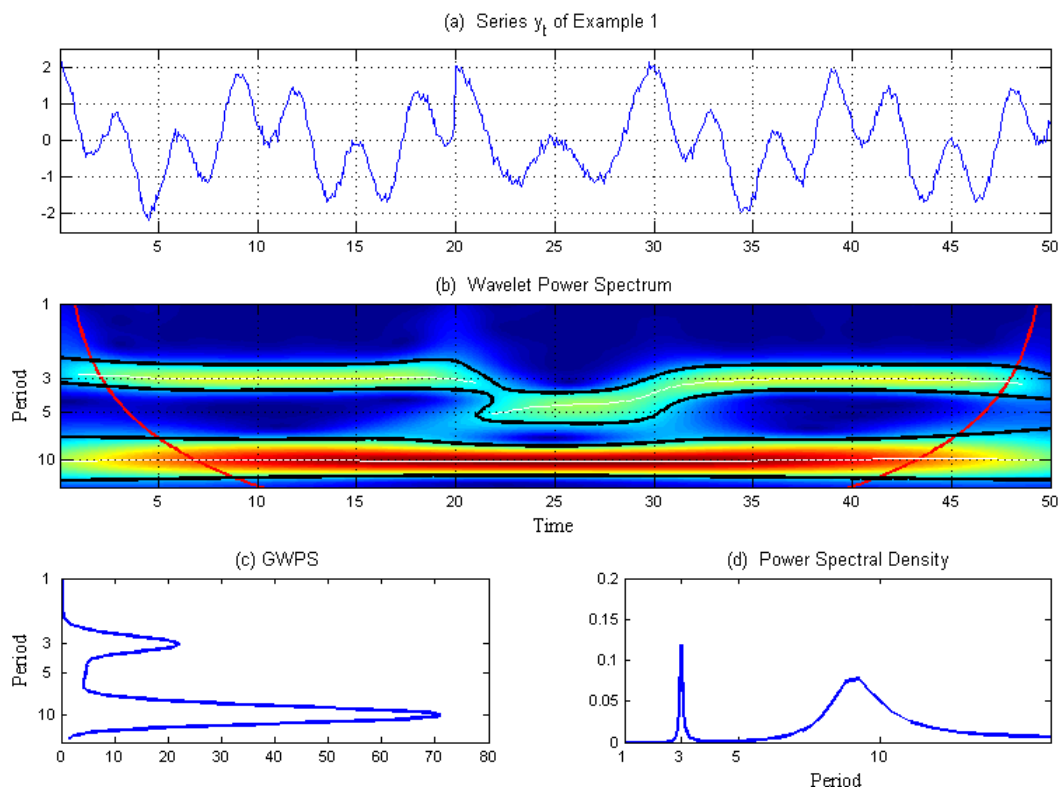 (a) Series yₜ of Example 1
2
1
0
-1
-2
5 10 15 20 25 30 35 40 45 50
(b) Wavelet Power Spectrum
Period
1
3
5
10
5 10 15 20 25 30 35 40 45 50
Time
(c) GWPS
Period
1
3
5
10
0 10 20 30 40 50 60 70 80
(d) Power Spectral Density
0.2
0.15
0.1
0.05
0
1 3 5 10
Period